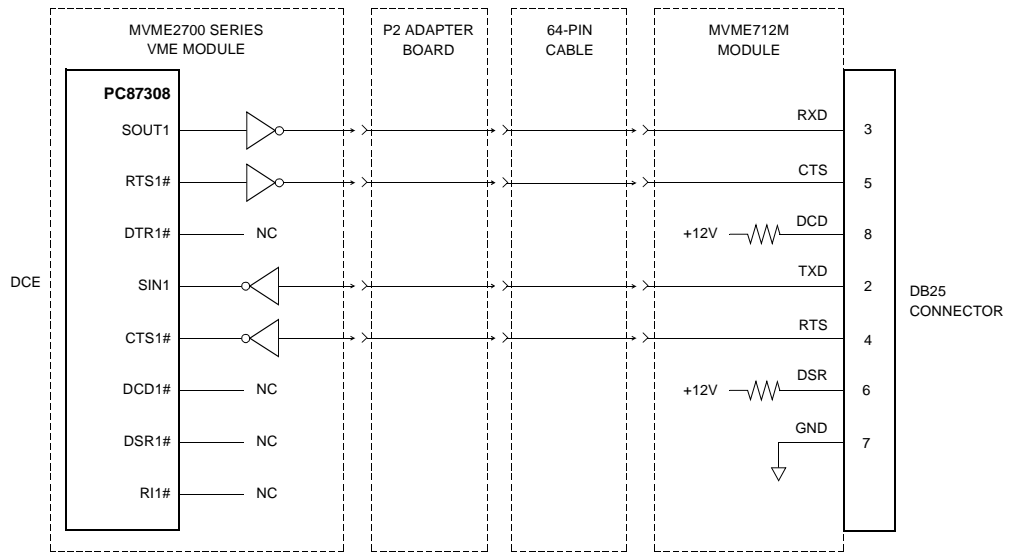 MVME2700 SERIES
VME MODULE
P2 ADAPTER
BOARD
64-PIN
CABLE
MVME712M
MODULE
PC87308
SOUT1
RXD
3
RTS1#
CTS
5
DTR1#
NC
+12V
DCD
8
DCE
SIN1
TXD
2
DB25
CONNECTOR
CTS1#
RTS
4
DCD1#
NC
+12V
DSR
6
DSR1#
NC
GND
7
RI1#
NC